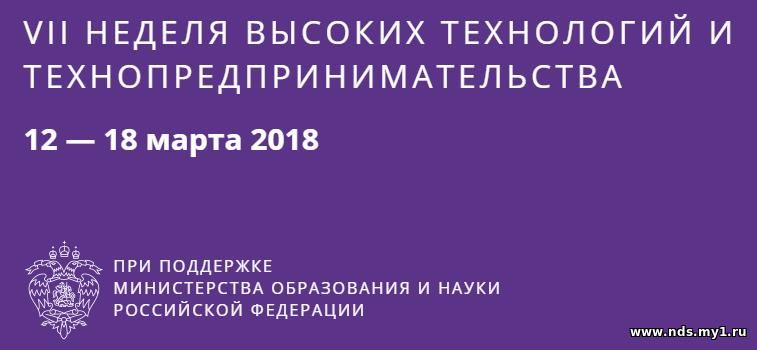 VII НЕДЕЛЯ ВЫСОКИХ ТЕХНОЛОГИЙ И
ТЕХНОПРЕДПРИНИМАТЕЛЬСТВА
12 — 18 марта 2018
ПРИ ПОДДЕРЖКЕ
МИНИСТЕРСТВА ОБРАЗОВАНИЯ И НАУКИ
РОССИЙСКОЙ ФЕДЕРАЦИИ
www.nds.my1.ru